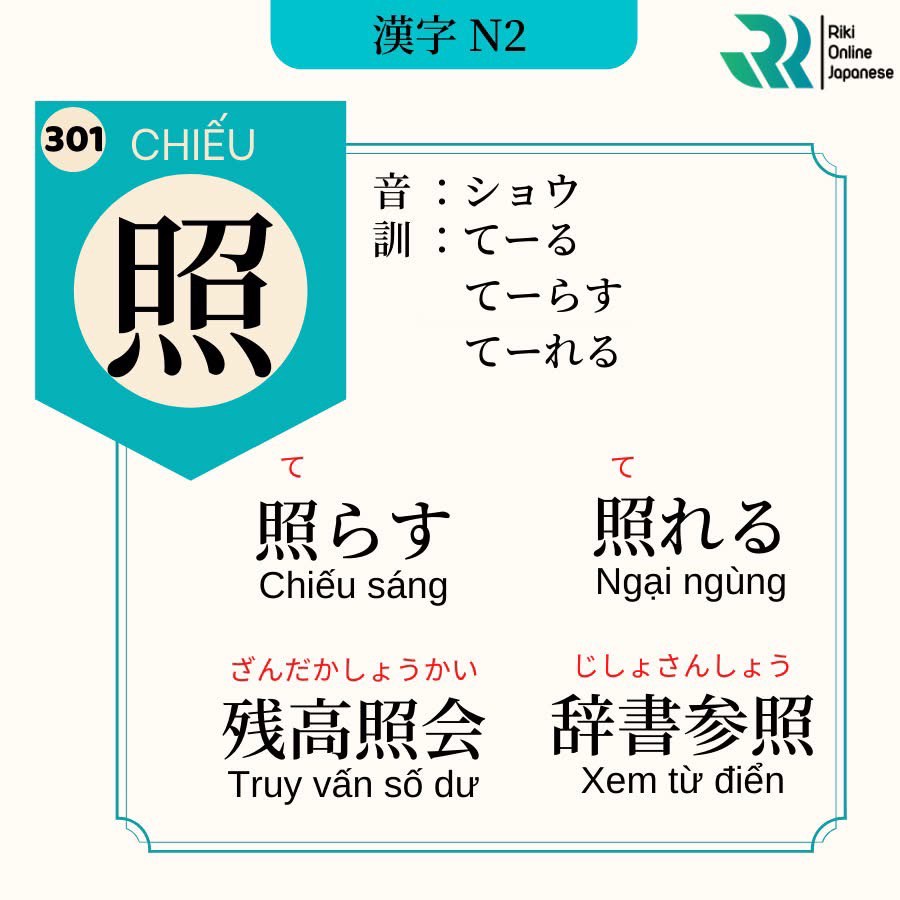 漢字 N2
Riki
Online
Japanese
301 CHIẾU
照
音 ：ショウ
訓 ：てーる
てーらす
てーれる
て
照らす
Chiếu sáng
て
照れる
Ngại ngùng
ざんだかしょうかい
残高照会
Truy vấn số dư
じしょさんしょう
辞書参照
Xem từ điển